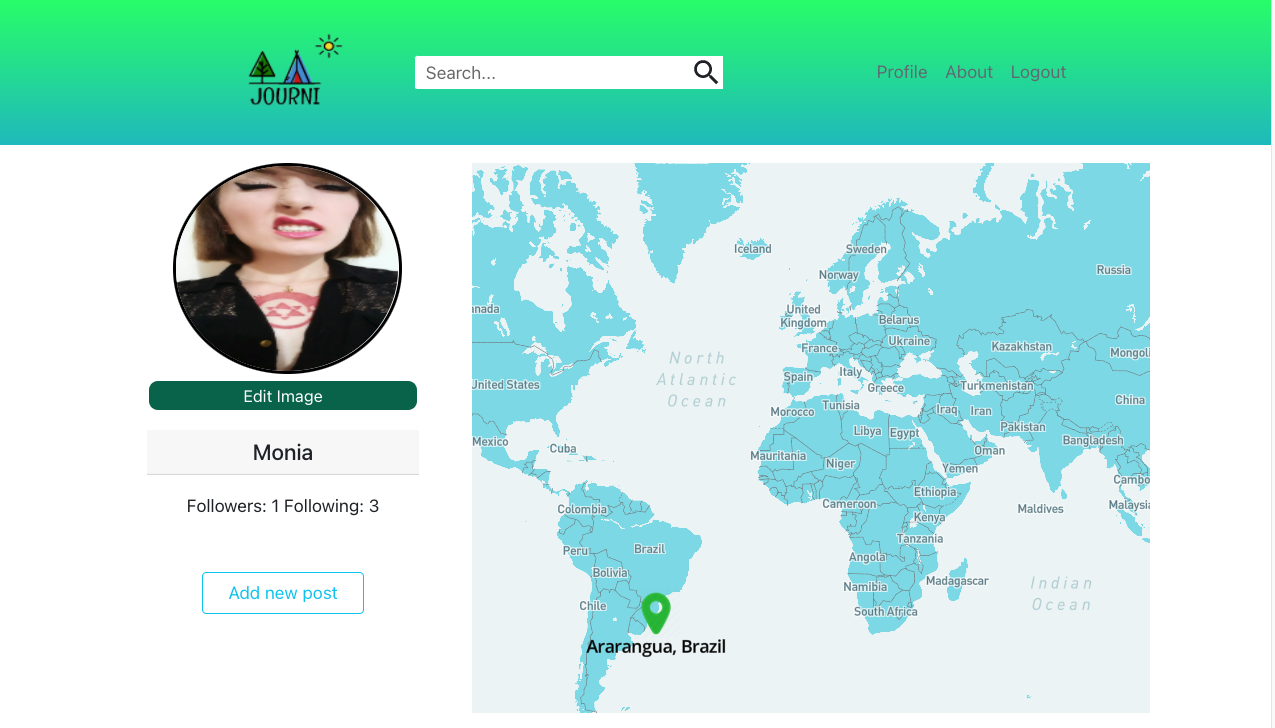 JOURNI
Search...
Profile About Logout
Edit Image
Monia
Followers: 1 Following: 3
Add new post
Iceland
Sweden
Russia
Norway
nada
United
Kingdom
Belarus
Ukraine
France
Kazakhstan
Mongoli
North
Atlantic
Ocean
Italy
Spain
Greece
Turkmenistan
United States
China
Morocco
Tunisia
Iraq
Iran
Pakistan
Libya
Egypt
Mexico
Cuba
Bangladesh
Oman
Mauritania
Niger
Yemen
Cambo
Ethiopia
Colombia
Cameroon
Maldives
Malaysia
Kenya
Tanzania
Peru
Brazil
Angola
Bolivia
Namibia
Madagascar
Indian
Ocean
Chile
South Africa
Ararangua, Brazil